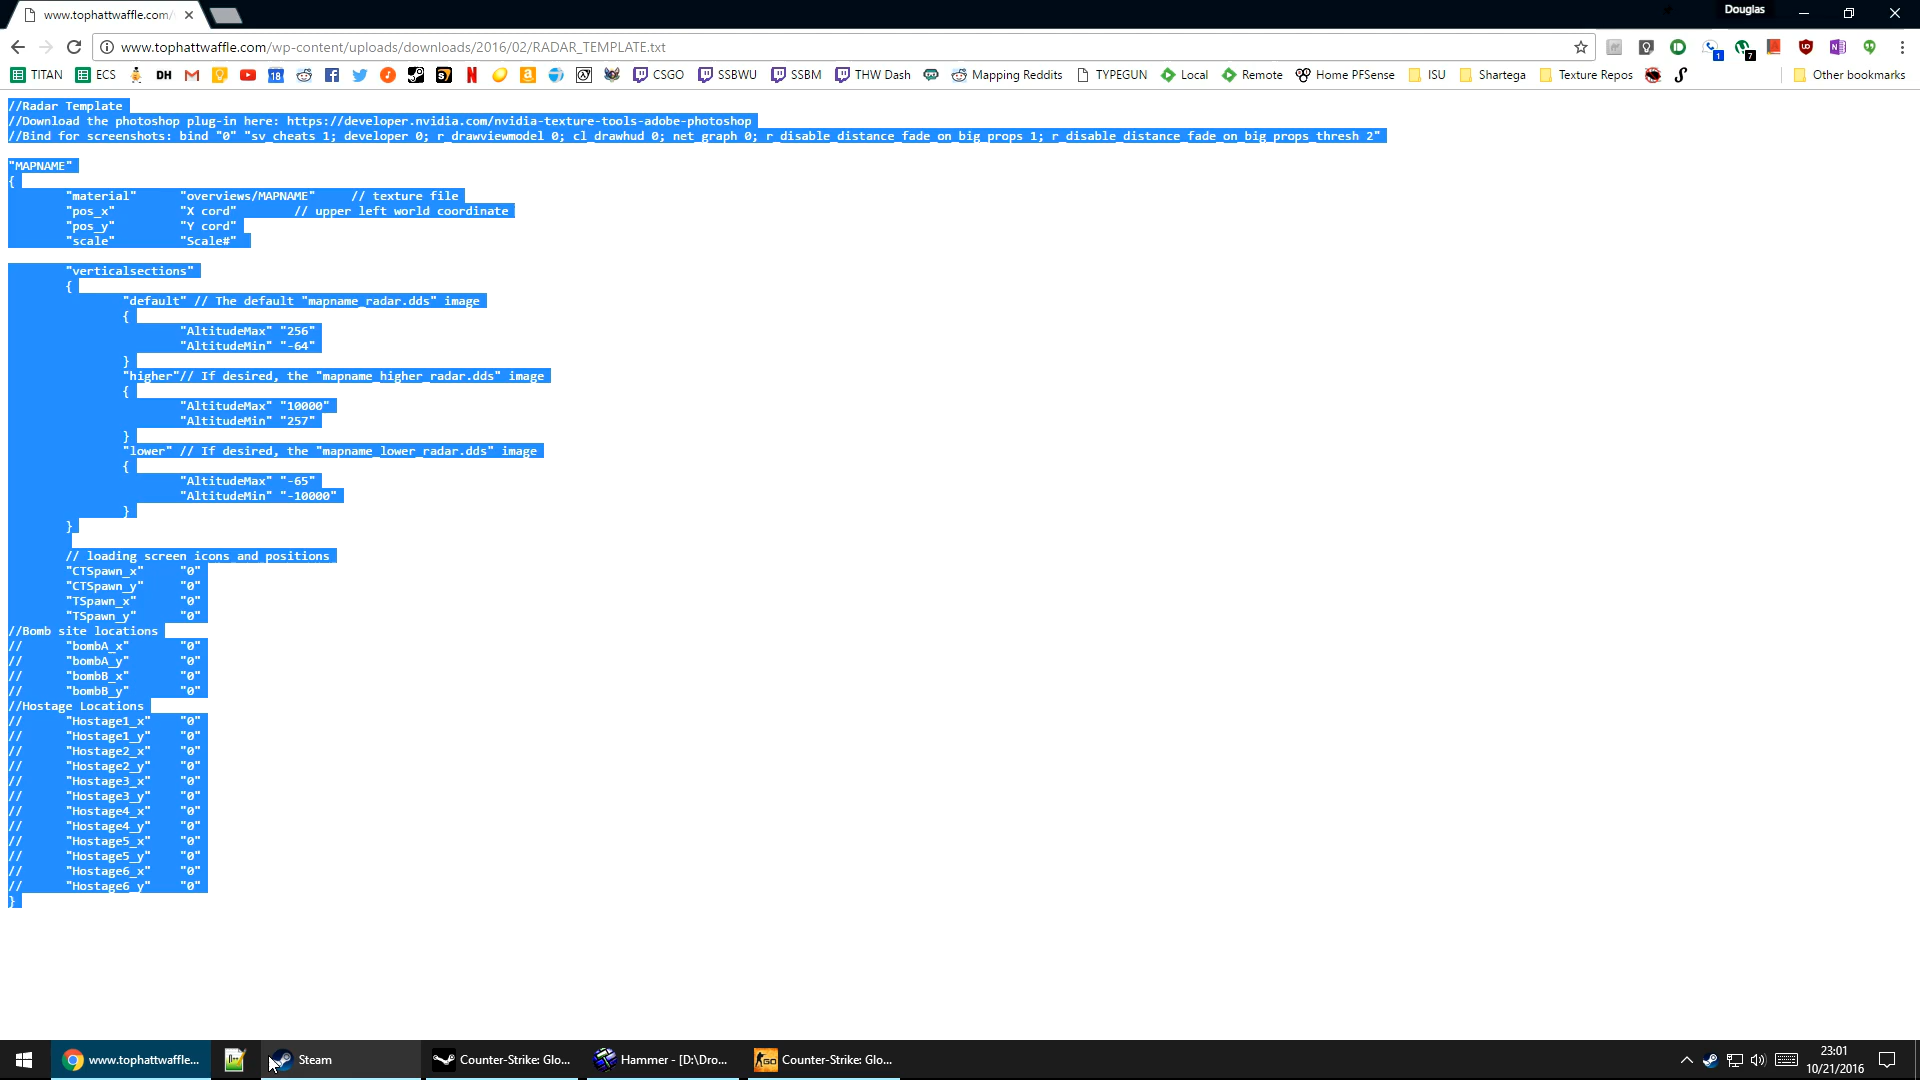 www.tophattwaffle.com/
Douglas
www.tophattwaffle.com/wp-content/uploads/downloads/2016/02/RADAR_TEMPLATE.txt
TITAN ECS DH 18 CSGO SSBWU SSBM THW Dash Mapping Reddits TYPEGUN Local Remote Home PFSense ISU Shartega Texture Repos Other bookmarks
//Radar Template
//Download the photoshop plug-in here: https://developer.nvidia.com/nvidia-texture-tools-adobe-photoshop
//Bind for screenshots: bind "0" "sv_cheats 1; developer 0; r_drawviewmodel 0; cl_drawhud 0; net_graph 0; r_disable_distance_fade_on_big_props 1; r_disable_distance_fade_on_big_props_thresh 2"
"MAPNAME"
{
"material" "overviews/MAPNAME" // texture file
"pos_x" "X cord" // upper left world coordinate
"pos_y" "Y cord"
"scale" "Scale#"
"verticalsections"
{
"default" // The default "mapname_radar.dds" image
{
"AltitudeMax" "256"
"AltitudeMin" "-64"
}
"higher"// If desired, the "mapname_higher_radar.dds" image
{
"AltitudeMax" "10000"
"AltitudeMin" "257"
}
"lower" // If desired, the "mapname_lower_radar.dds" image
{
"AltitudeMax" "-65"
"AltitudeMin" "-10000"
}
}
// loading screen icons and positions
"CTSpawn_x" "0"
"CTSpawn_y" "0"
"TSpawn_x" "0"
"TSpawn_y" "0"
//Bomb site locations
// "bombA_x" "0"
// "bombA_y" "0"
// "bombB_x" "0"
// "bombB_y" "0"
//Hostage Locations
// "Hostage1_x" "0"
// "Hostage1_y" "0"
// "Hostage2_x" "0"
// "Hostage2_y" "0"
// "Hostage3_x" "0"
// "Hostage3_y" "0"
// "Hostage4_x" "0"
// "Hostage4_y" "0"
// "Hostage5_x" "0"
// "Hostage5_y" "0"
// "Hostage6_x" "0"
// "Hostage6_y" "0"
}
www.tophattwaffle... Steam Counter-Strike: Glo... Hammer - [D:\Dro... Counter-Strike: Glo...
23:01
10/21/2016